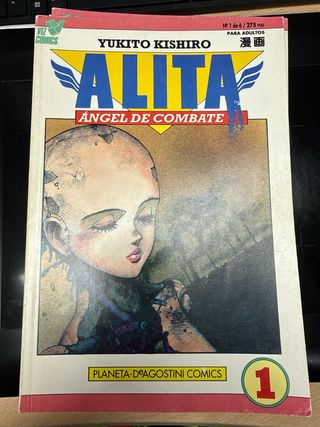 VIZ
COMICS
Nº 1 de 6 / 275 PTAS.
YUKITO KISHIRO
PARA ADULTOS
漫画
ALITA
ÁNGEL DE COMBATE
PLANETA-DeAGOSTINI COMICS
1